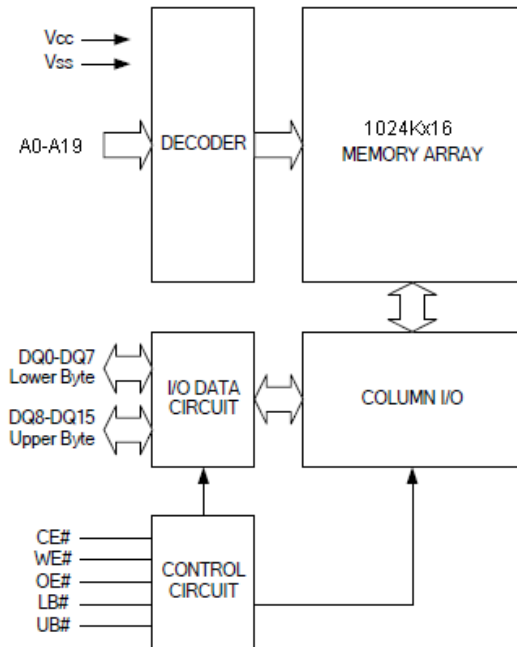 Vcc
Vss
A0-A19
DECODER
1024Kx16
MEMORY ARRAY
DQ0-DQ7
Lower Byte
DQ8-DQ15
Upper Byte
I/O DATA
CIRCUIT
COLUMN I/O
CE#
WE#
OE#
LB#
UB#
CONTROL
CIRCUIT